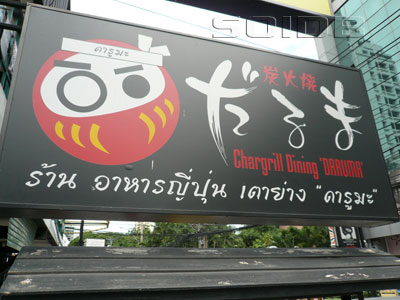 SOIDB
ดารูมะ
炭火焼
だるま
Chargrill Dining "DARUMA"
ร้าน อาหารญี่ปุ่น เตาย่าง "ดารูมะ"